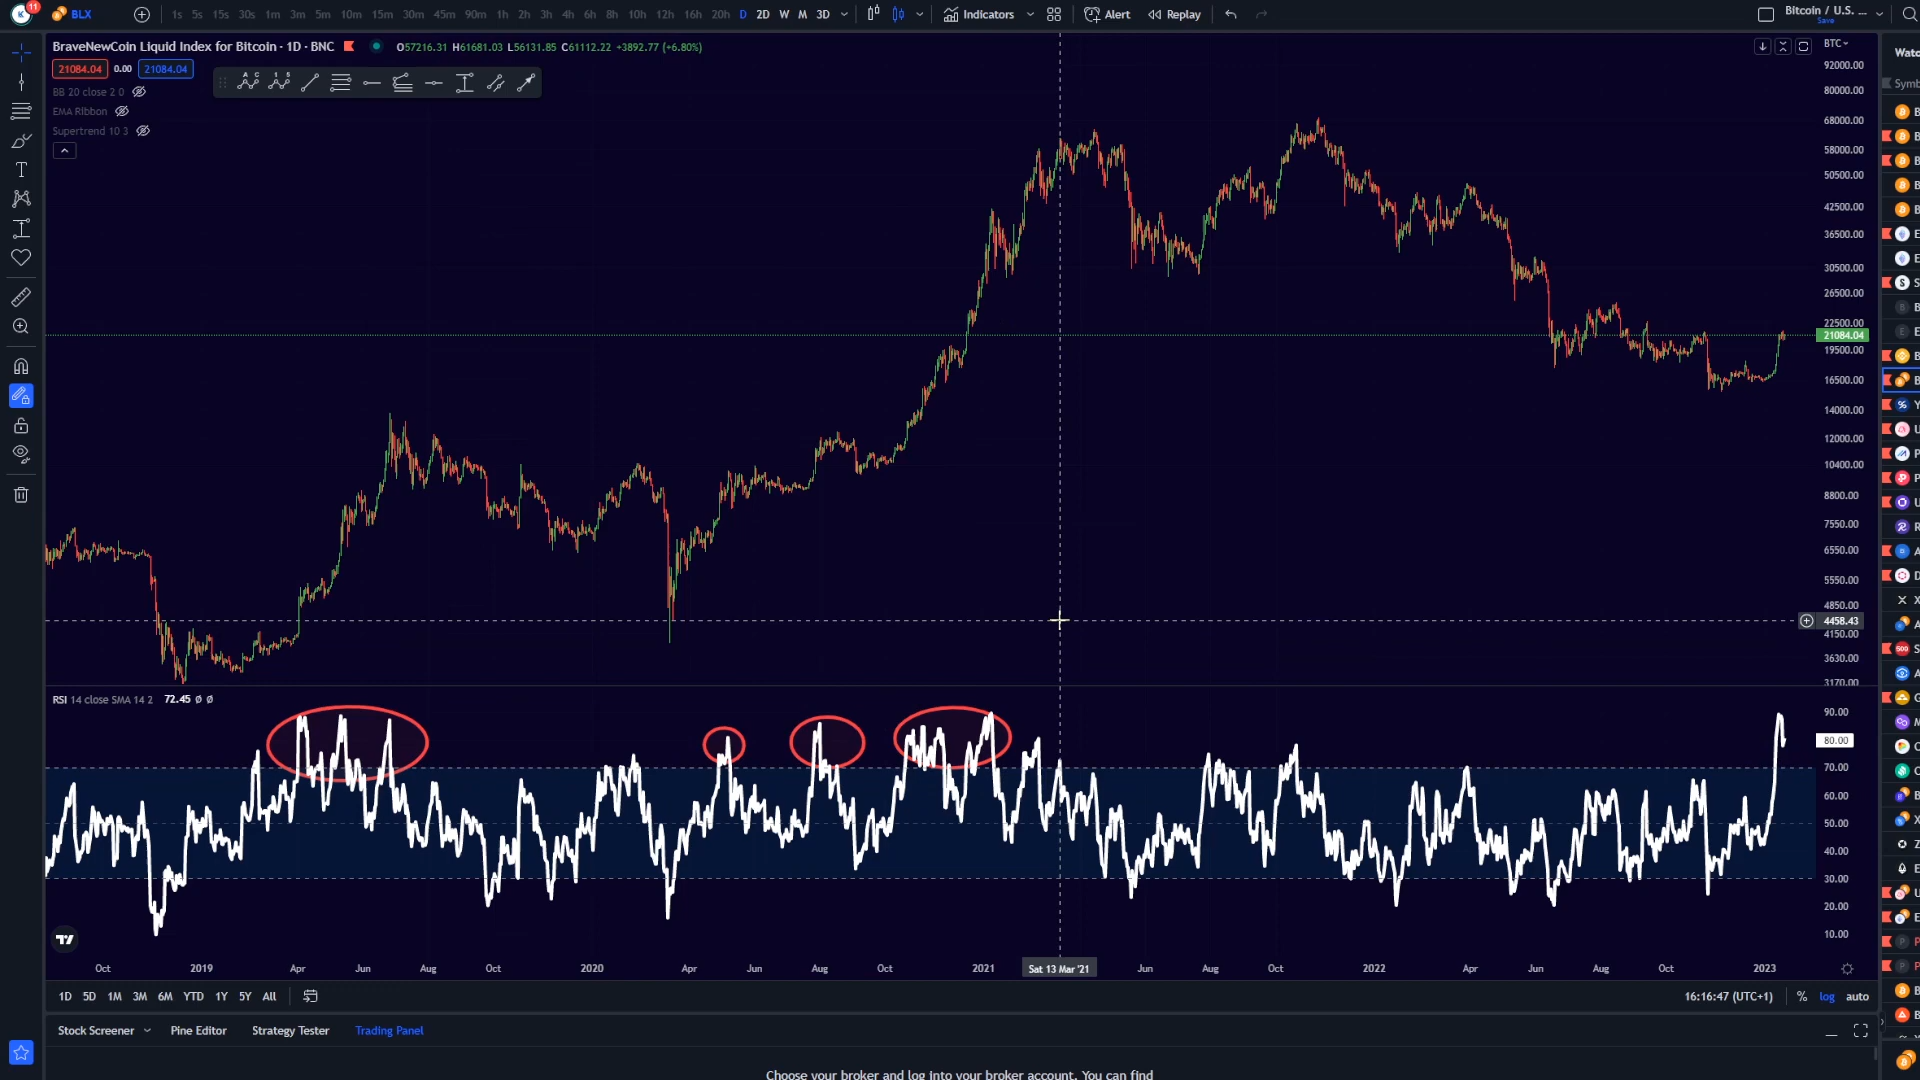 11
BLX
1s 5s 15s 30s 1m 3m 5m 10m 15m 30m 45m 90m 1h 2h 3h 4h 6h 8h 10h 12h 16h 20h D 2D W M 3D
Indicators
Alert
Replay
Bitcoin / U.S. ...
Save
BraveNewCoin Liquid Index for Bitcoin · 1D · BNC
O57216.31 H61681.03 L56131.85 C61112.22 +3892.77 (+6.80%)
BTC
Watc
21084.04 0.00 21084.04
Symb
BB 20 close 2 0
EMA Ribbon
Supertrend 10 3
92000.00
80000.00
68000.00
58000.00
50500.00
42500.00
36500.00
30500.00
26500.00
22500.00
21084.04
19500.00
16500.00
14000.00
12000.00
10400.00
8800.00
7550.00
6550.00
5550.00
4850.00
4458.43
4150.00
3630.00
3170.00
RSI 14 close SMA 14 2 72.45 ø ø
90.00
80.00
70.00
60.00
50.00
40.00
30.00
20.00
10.00
Oct 2019 Apr Jun Aug Oct 2020 Apr Jun Aug Oct 2021 Sat 13 Mar '21 Jun Aug Oct 2022 Apr Jun Aug Oct 2023
1D 5D 1M 3M 6M YTD 1Y 5Y All
16:16:47 (UTC+1) % log auto
Stock Screener Pine Editor Strategy Tester Trading Panel
Choose your broker and log into your broker account. You can find